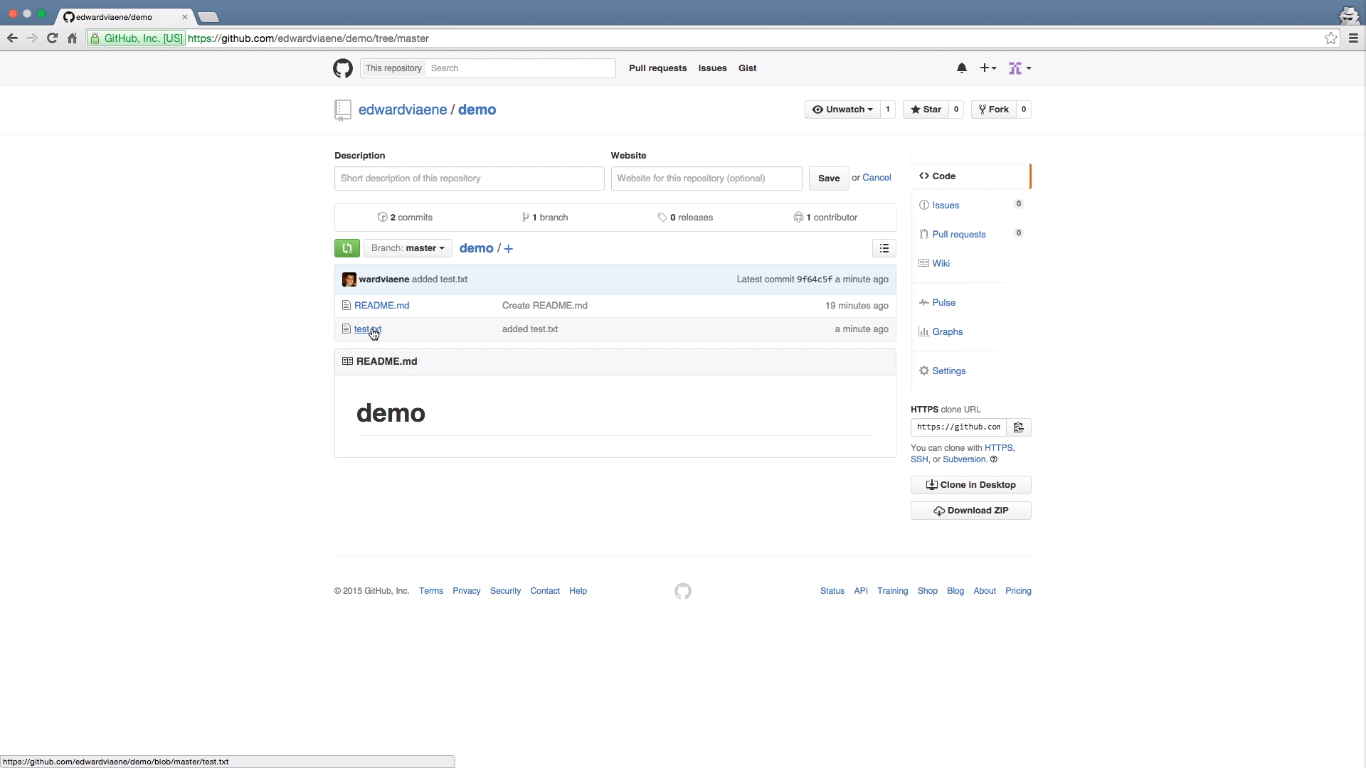 edwardviaene/demo
GitHub, Inc. [US] https://github.com/edwardviaene/demo/tree/master
This repository Search Pull requests Issues Gist
edwardviaene / demo Unwatch 1 Star 0 Fork 0
Description Website
Short description of this repository Website for this repository (optional) Save or Cancel
<> Code
2 commits 1 branch 0 releases 1 contributor
Issues 0
Pull requests 0
Wiki
Pulse
Graphs
Settings
Branch: master demo / +
wardviaene added test.txt Latest commit 9f64c5f a minute ago
README.md Create README.md 19 minutes ago
test.txt added test.txt a minute ago
README.md
demo
HTTPS clone URL
https://github.com
You can clone with HTTPS,
SSH, or Subversion.
Clone in Desktop
Download ZIP
© 2015 GitHub, Inc. Terms Privacy Security Contact Help Status API Training Shop Blog About Pricing
https://github.com/edwardviaene/demo/blob/master/test.txt